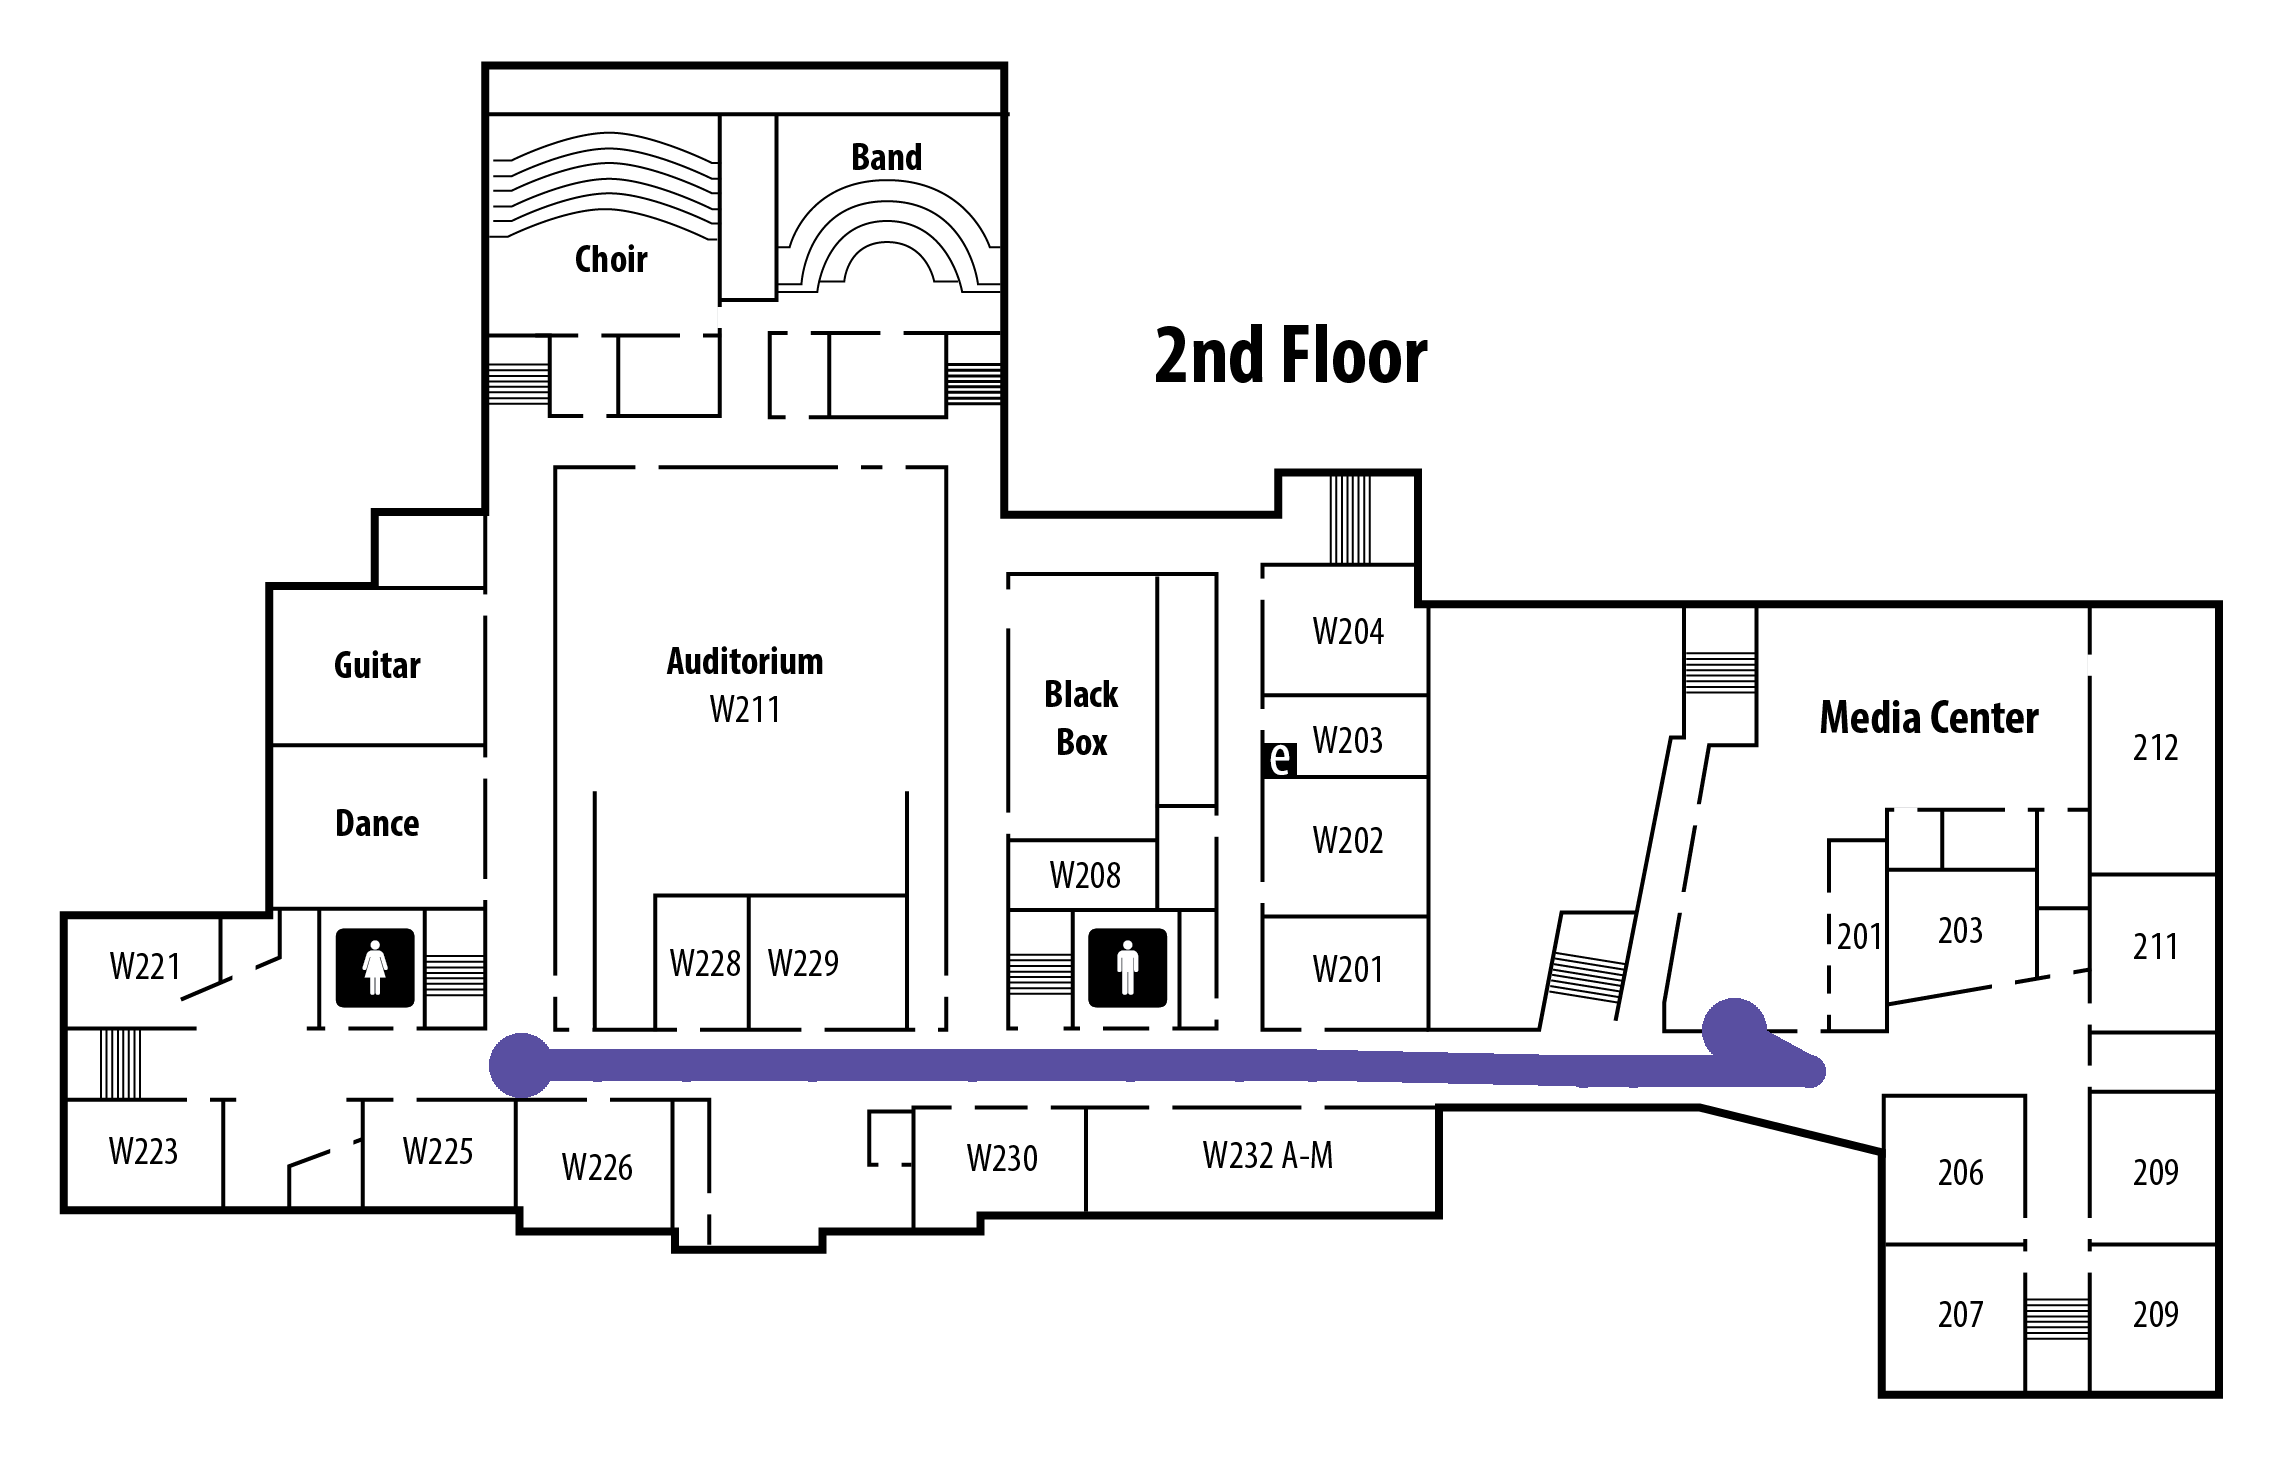 Band
Choir
2nd Floor
W204
Guitar
Auditorium
W211
Black
Box
Media Center
W203
e
212
Dance
W202
W208
201
203
211
W221
W228
W229
W201
W223
W225
W226
W230
W232 A-M
206
209
207
209